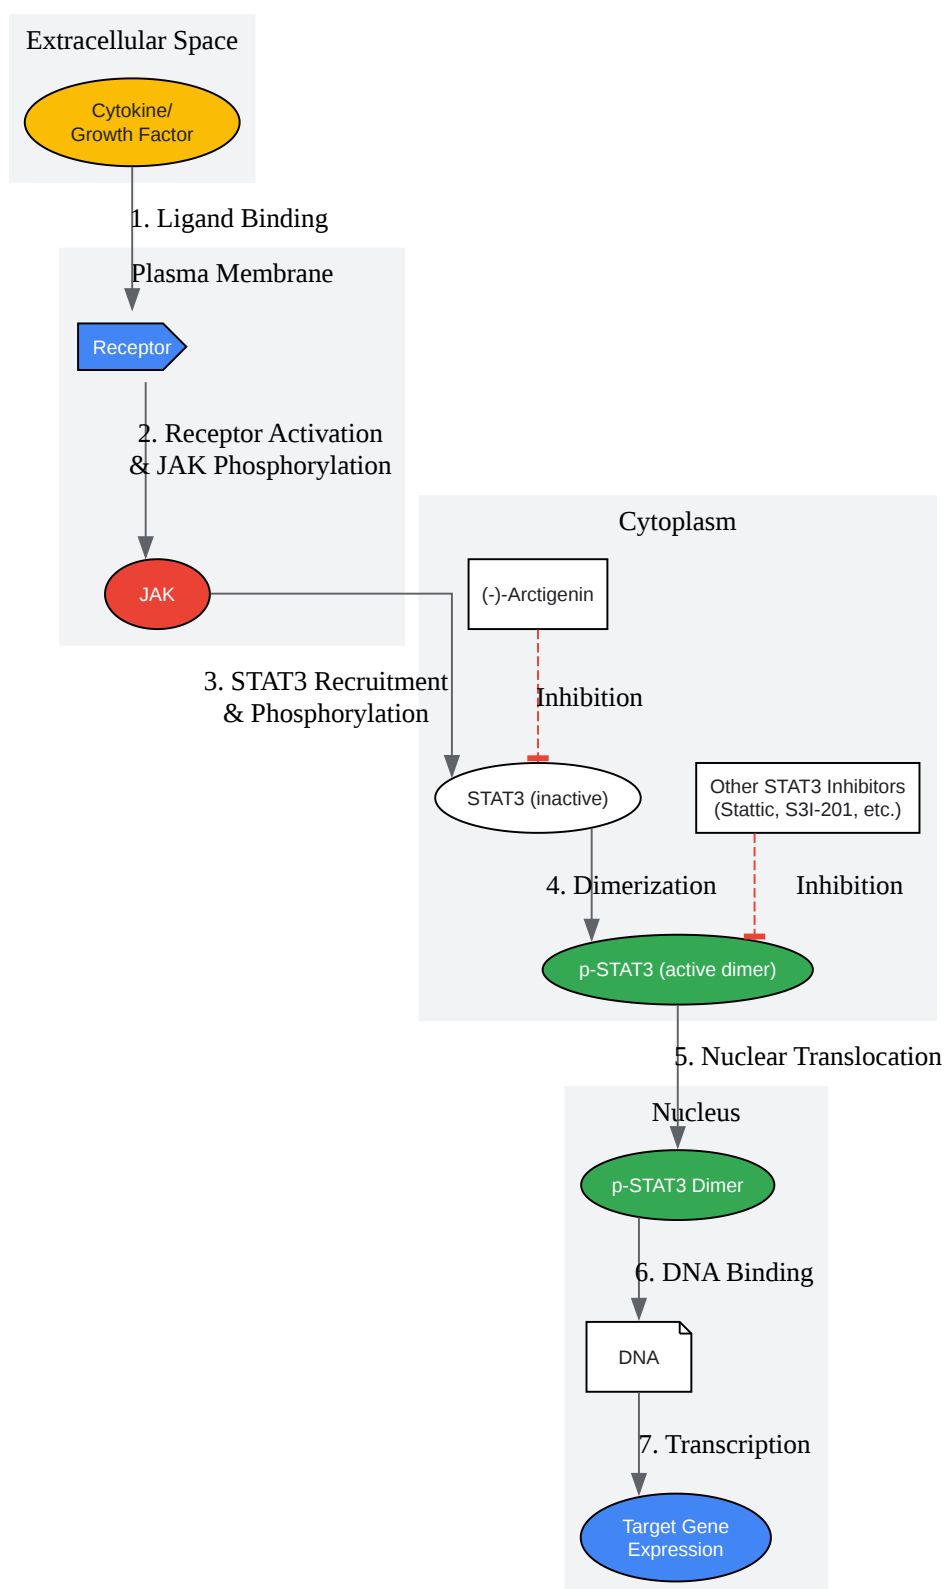 Extracellular Space
Cytokine/
Growth Factor
1. Ligand Binding
Plasma Membrane
Receptor
2. Receptor Activation
& JAK Phosphorylation
JAK
Cytoplasm
(-)-Arctigenin
3. STAT3 Recruitment
& Phosphorylation
Inhibition
STAT3 (inactive)
Other STAT3 Inhibitors
(Stattic, S3I-201, etc.)
4. Dimerization
Inhibition
p-STAT3 (active dimer)
5. Nuclear Translocation
Nucleus
p-STAT3 Dimer
6. DNA Binding
DNA
7. Transcription
Target Gene
Expression